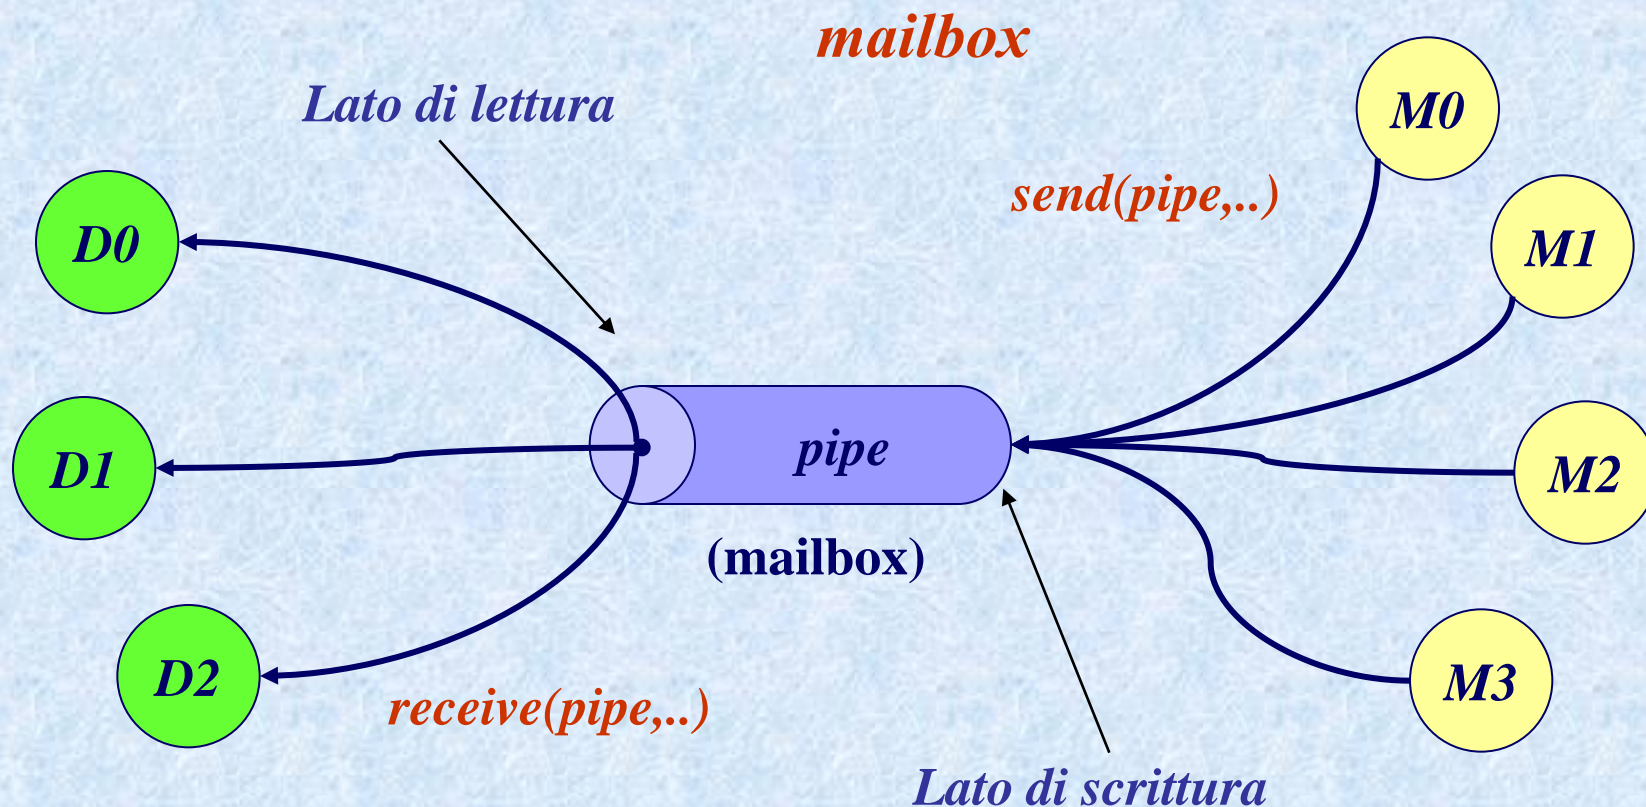 mailbox
Lato di lettura
M0
send(pipe,..)
D0
M1
pipe
D1
M2
(mailbox)
D2
M3
receive(pipe,..)
Lato di scrittura